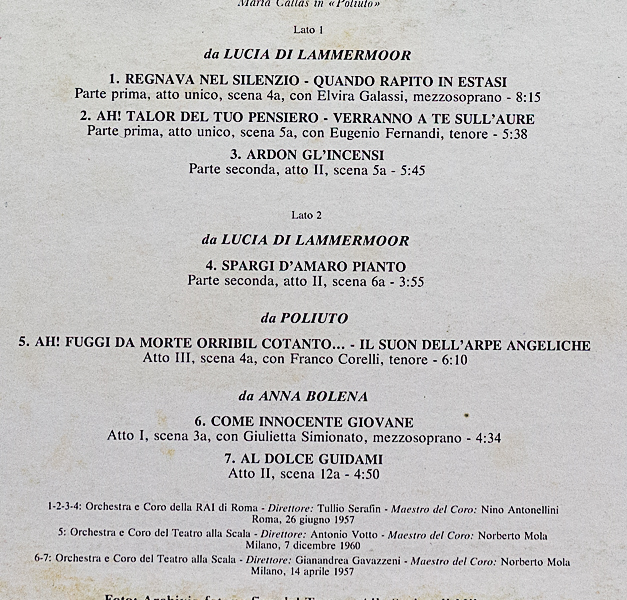 Maria Callas in «Poliuto»
Lato 1
da LUCIA DI LAMMERMOOR
1. REGNAVA NEL SILENZIO - QUANDO RAPITO IN ESTASI
Parte prima, atto unico, scena 4a, con Elvira Galassi, mezzosoprano - 8:15
2. AH! TALOR DEL TUO PENSIERO - VERRANNO A TE SULL'AURE
Parte prima, atto unico, scena 5a, con Eugenio Fernandi, tenore - 5:38
3. ARDON GL'INCENSI
Parte seconda, atto II, scena 5a - 5:45
Lato 2
da LUCIA DI LAMMERMOOR
4. SPARGI D'AMARO PIANTO
Parte seconda, atto II, scena 6a - 3:55
da POLIUTO
5. AH! FUGGI DA MORTE ORRIBIL COTANTO... - IL SUON DELL'ARPE ANGELICHE
Atto III, scena 4a, con Franco Corelli, tenore - 6:10
da ANNA BOLENA
6. COME INNOCENTE GIOVANE
Atto I, scena 3a, con Giulietta Simionato, mezzosoprano - 4:34
7. AL DOLCE GUIDAMI
Atto II, scena 12a - 4:50
1-2-3-4: Orchestra e Coro della RAI di Roma - Direttore: Tullio Serafin - Maestro del Coro: Nino Antonellini
Roma, 26 giugno 1957
5: Orchestra e Coro del Teatro alla Scala - Direttore: Antonio Votto - Maestro del Coro: Norberto Mola
Milano, 7 dicembre 1960
6-7: Orchestra e Coro del Teatro alla Scala - Direttore: Gianandrea Gavazzeni - Maestro del Coro: Norberto Mola
Milano, 14 aprile 1957